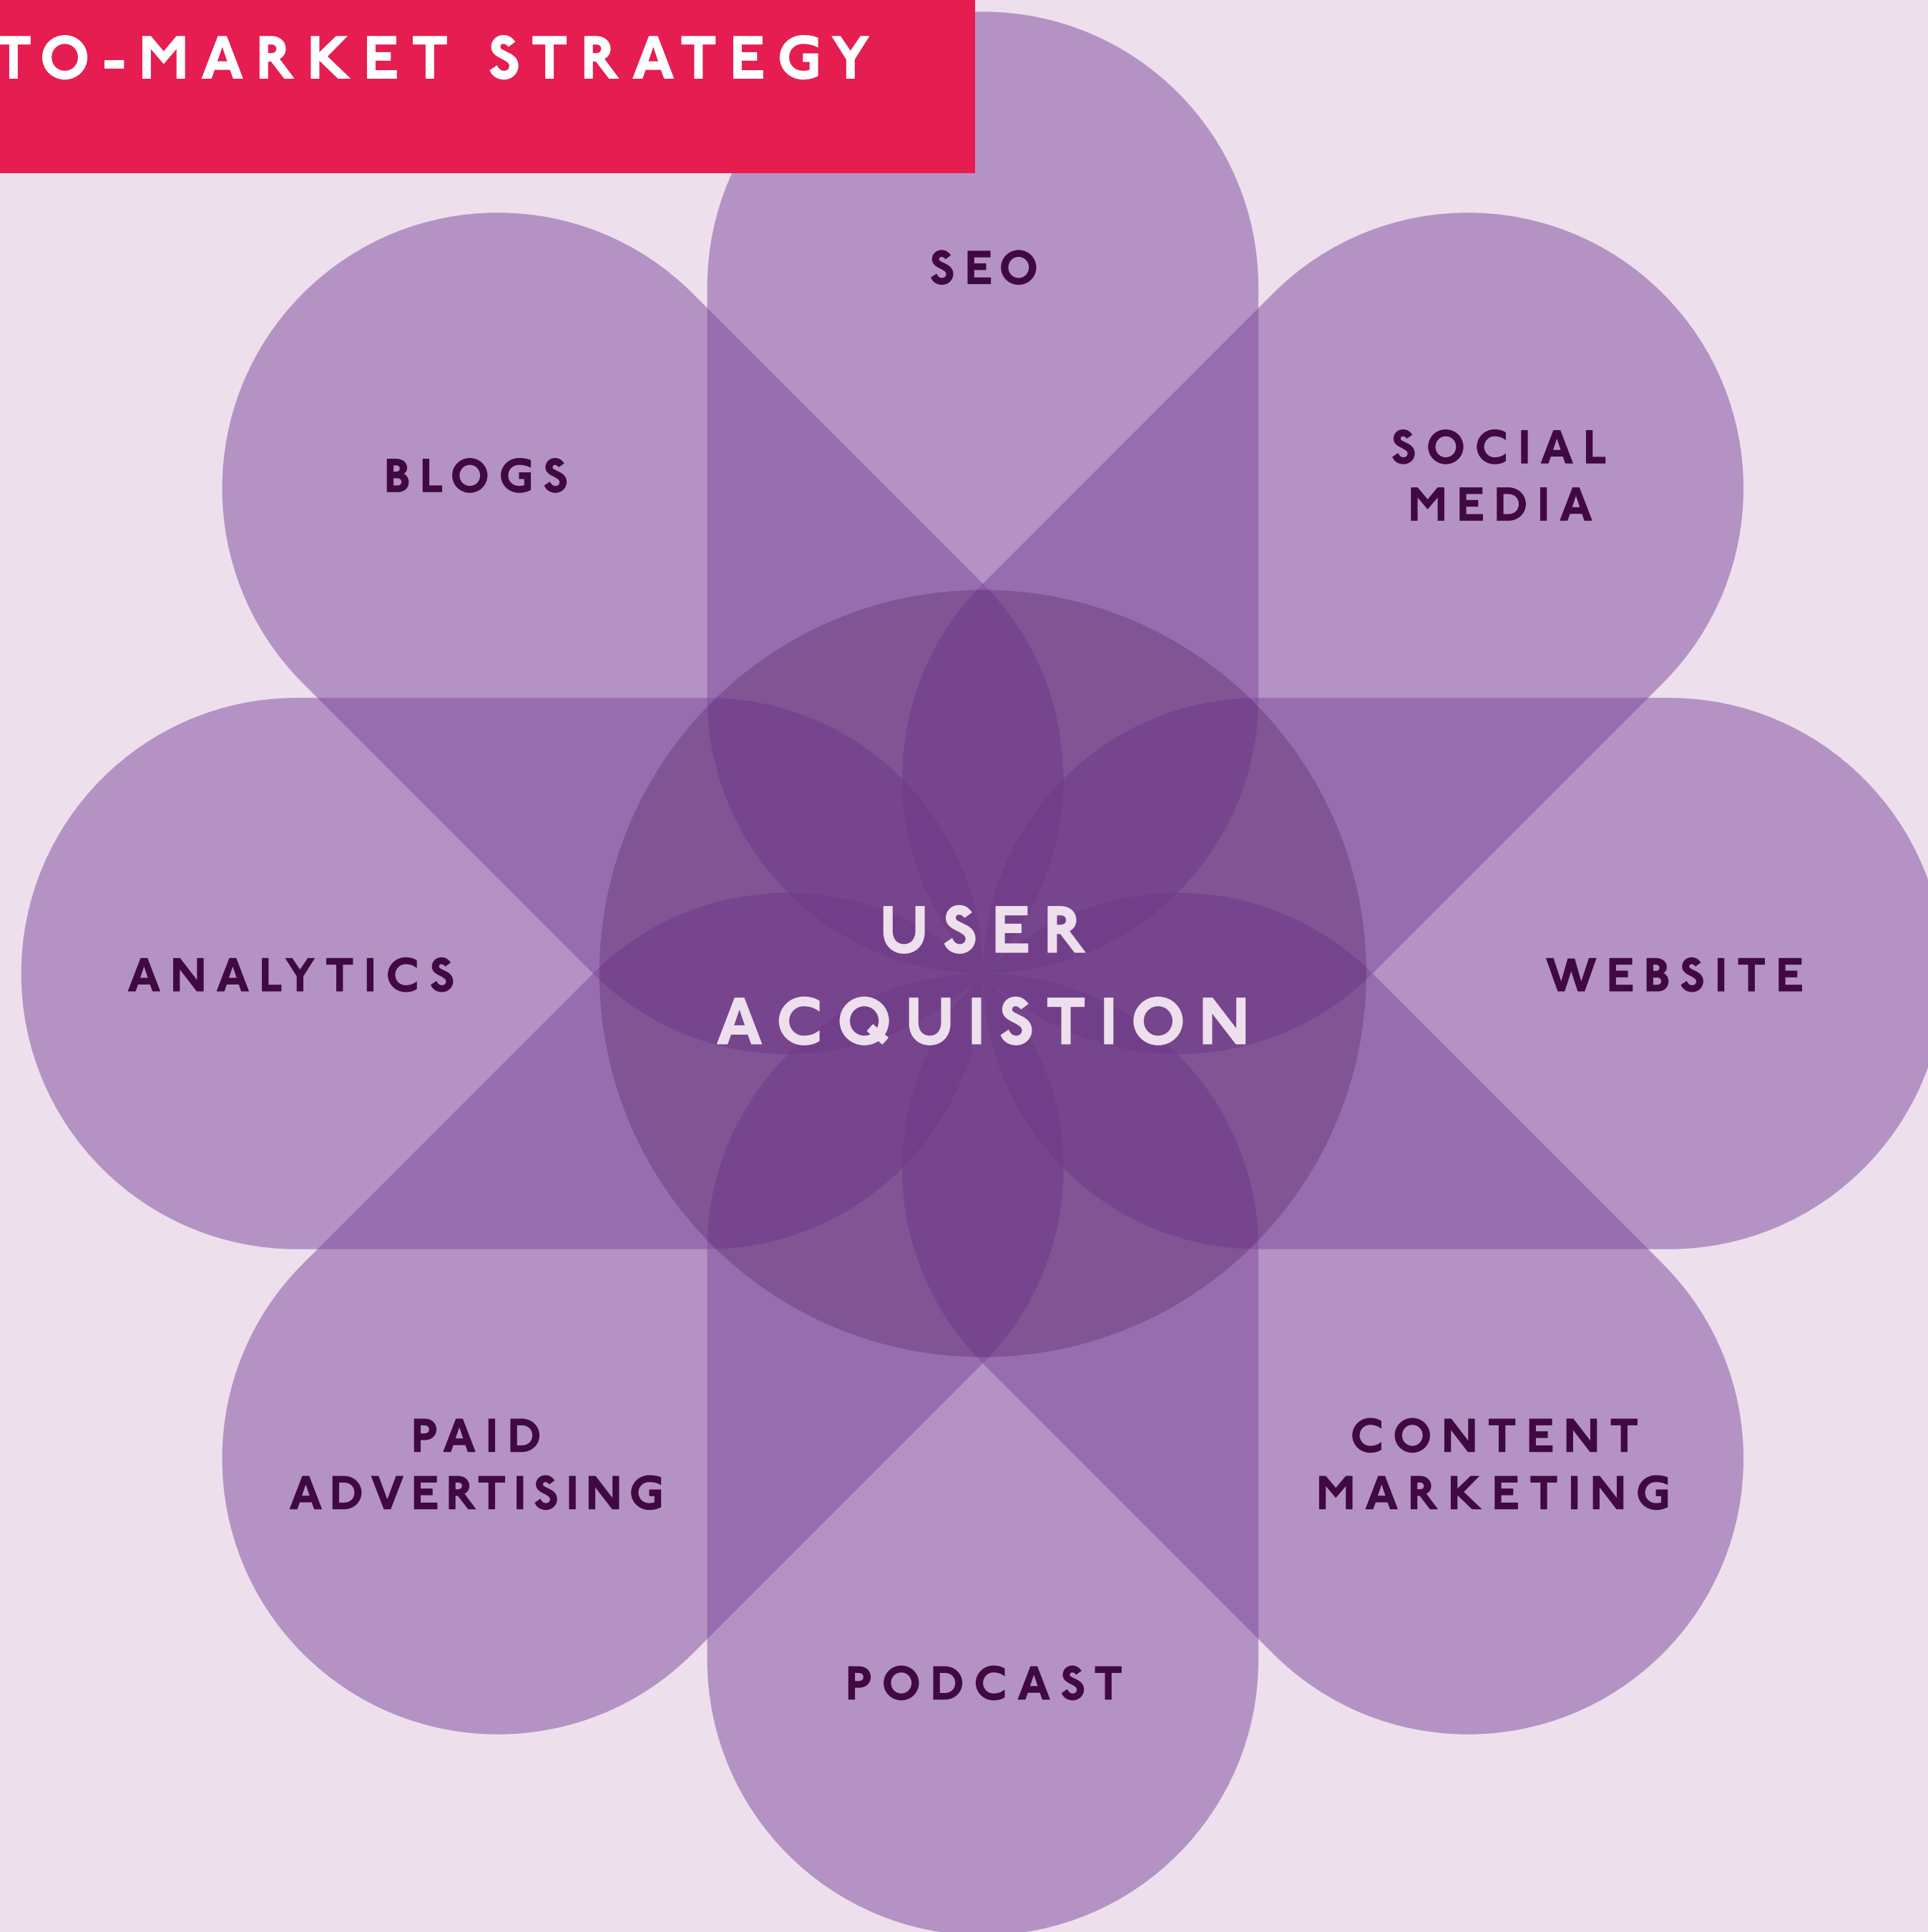 TO-MARKET STRATEGY
SEO
SOCIAL
MEDIA
BLOGS
USER
ACQUISTION
ANALYTICS
WEBSITE
PAID
ADVERTISING
CONTENT
MARKETING
PODCAST